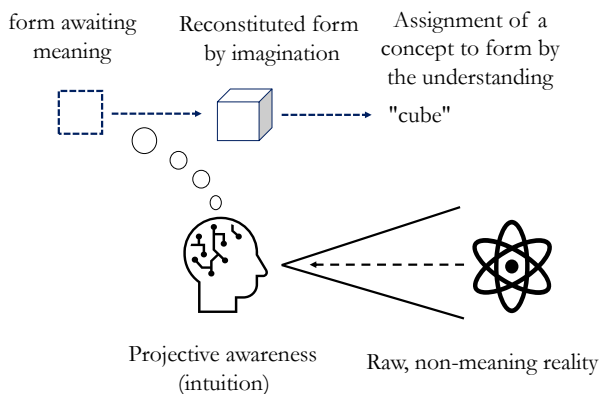 form awaiting
meaning
Reconstituted form
by imagination
Assignment of a
concept to form by
the understanding
"cube"
Projective awareness
(intuition)
Raw, non-meaning reality